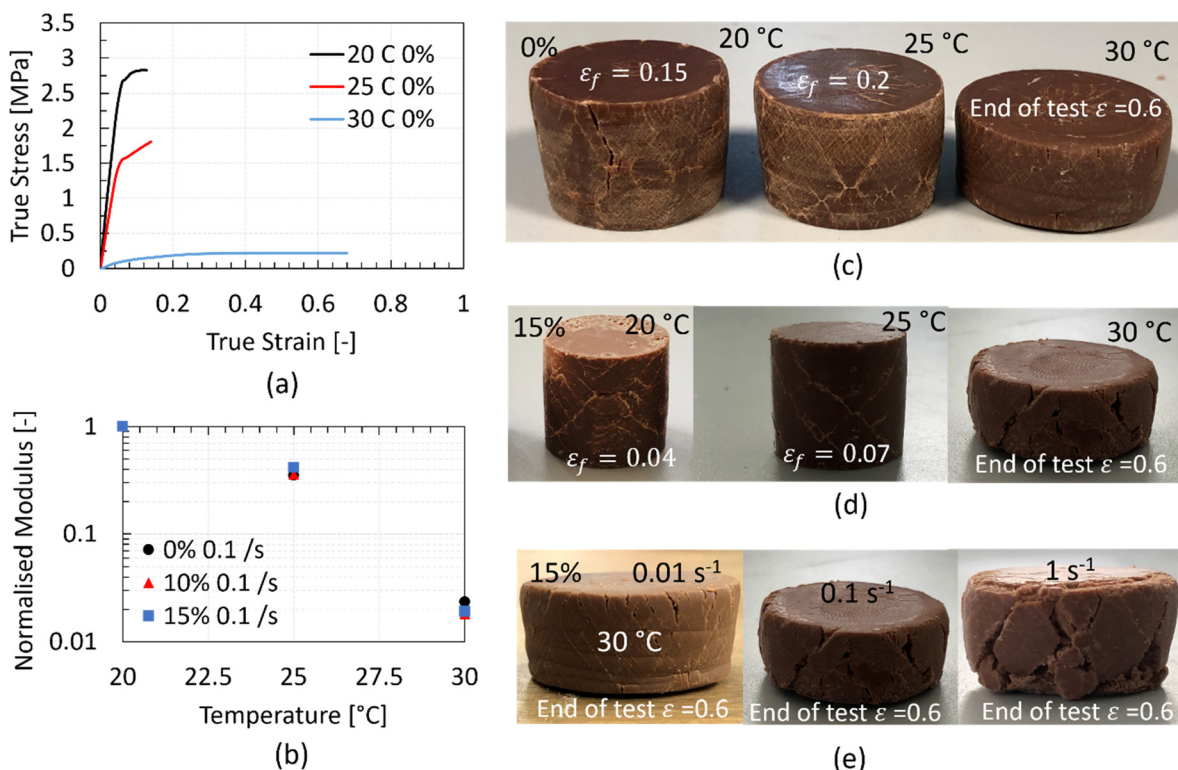 3.5
3
2.5
2
1.5
1
0.5
0
True Stress [MPa]
20 C 0%
25 C 0%
30 C 0%
0 0.2 0.4 0.6 0.8 1
True Strain [-]
(a)
1
0.1
0.01
Normalised Modulus [-]
0% 0.1 /s
10% 0.1 /s
15% 0.1 /s
20 22.5 25 27.5 30
Temperature [°C]
(b)
0% 20 °C 25 °C 30 °C
εf = 0.15
εf = 0.2
End of test ε =0.6
(c)
15% 20 °C 25 °C 30 °C
εf = 0.04
εf = 0.07
End of test ε =0.6
(d)
15% 0.01 s⁻¹
0.1 s⁻¹
1 s⁻¹
30 °C
End of test ε =0.6
End of test ε =0.6
End of test ε =0.6
(e)